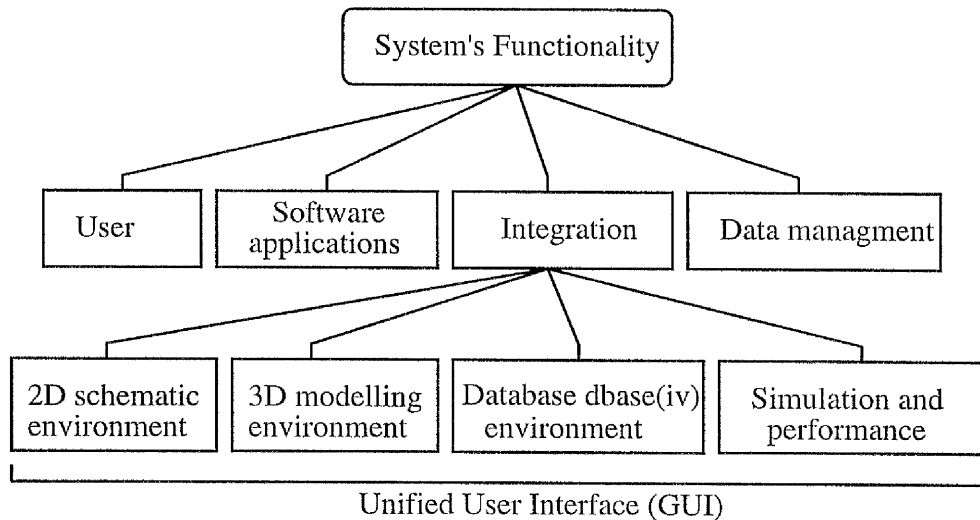 System's Functionality
User
Software
applications
Integration
Data managment
2D schematic
environment
3D modelling
environment
Database dbase(iv)
environment
Simulation and
performance
Unified User Interface (GUI)